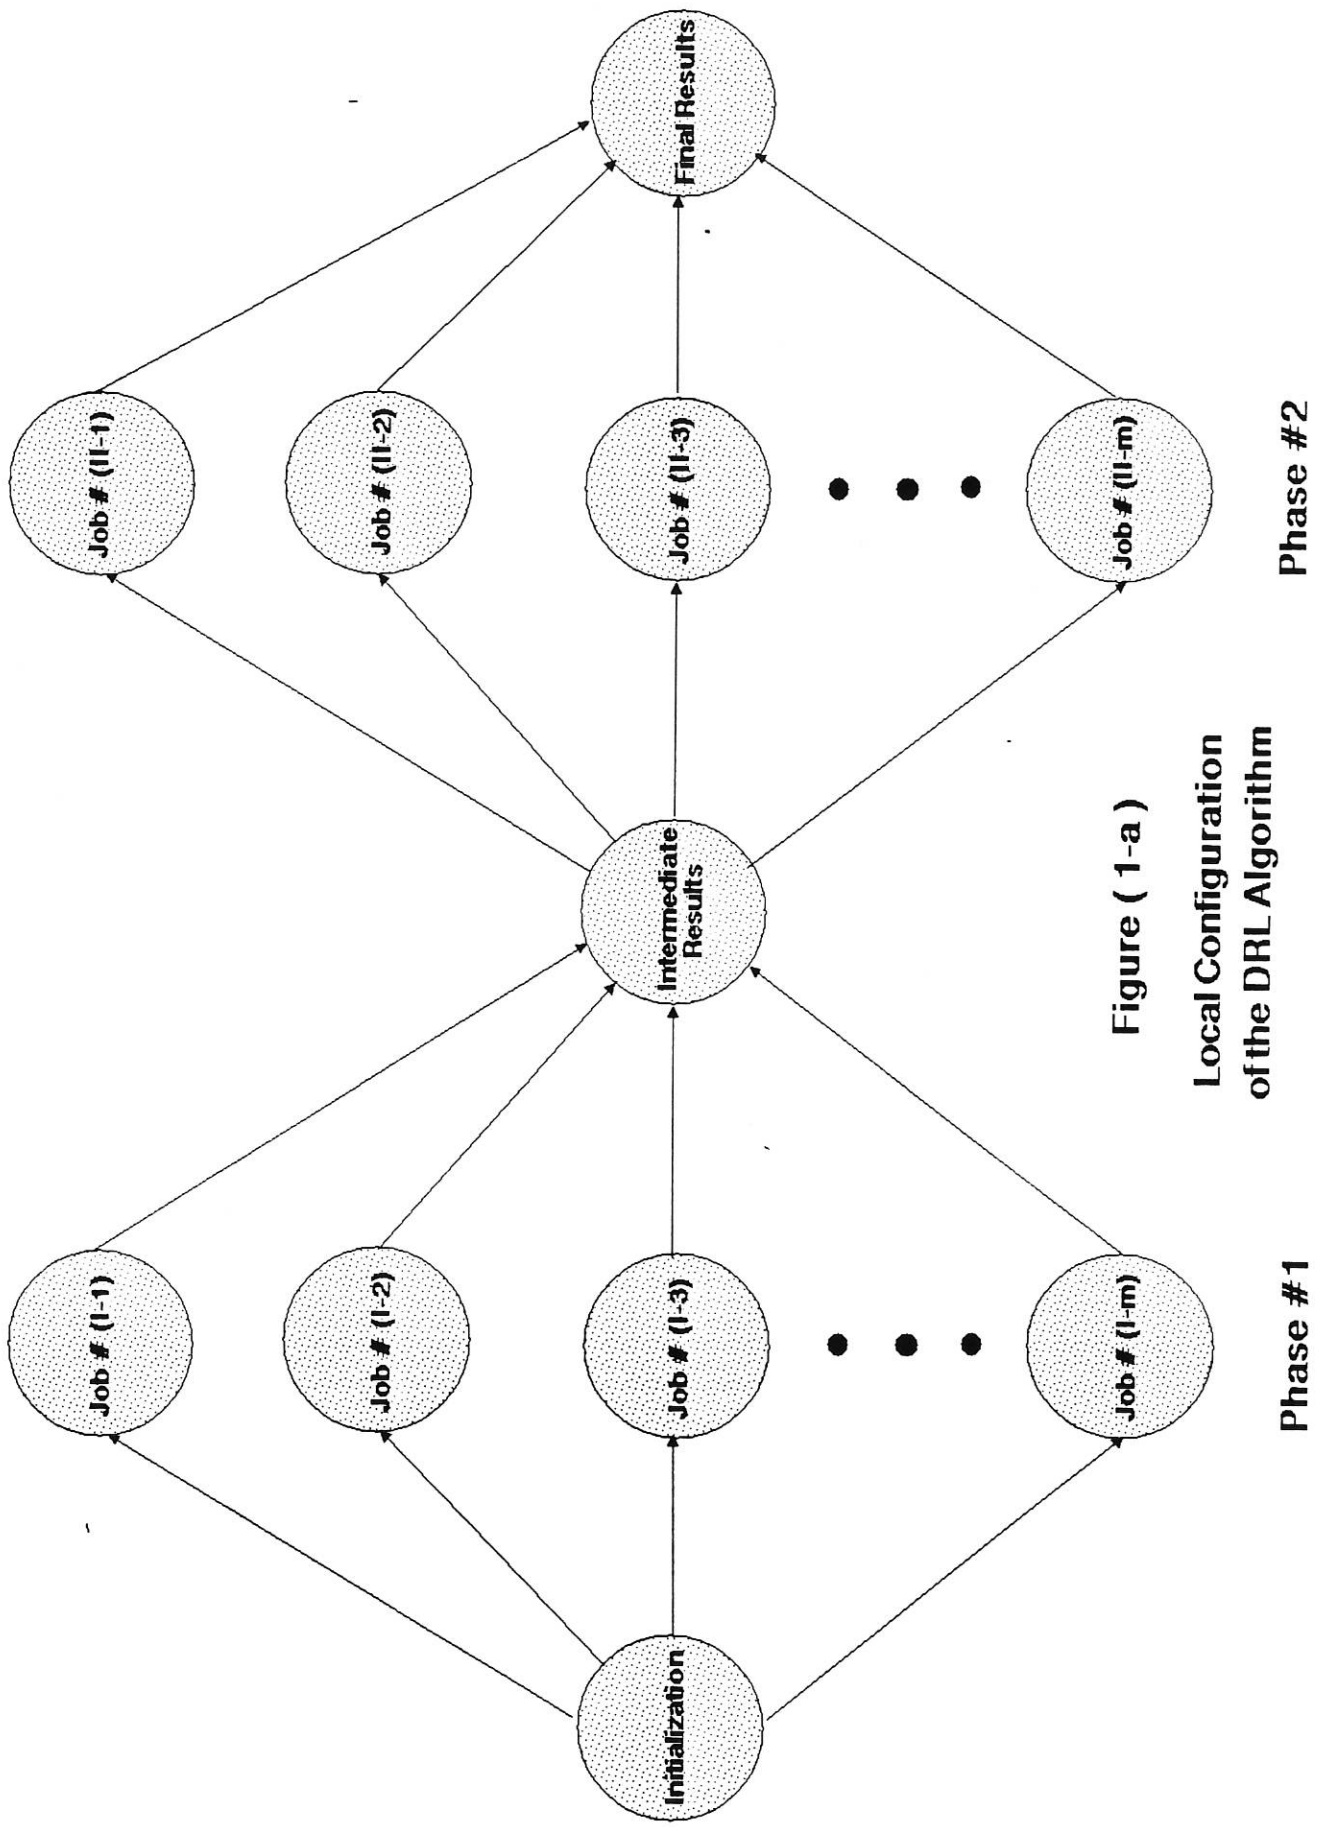 Initialization
Job # (I-1)
Job # (I-2)
Job # (I-3)
Job # (I-m)
Intermediate
Results
Job # (II-1)
Job # (II-2)
Job # (II-3)
Job # (II-m)
Final Results
Phase #1
Phase #2
Figure ( 1-a )
Local Configuration
of the DRL Algorithm